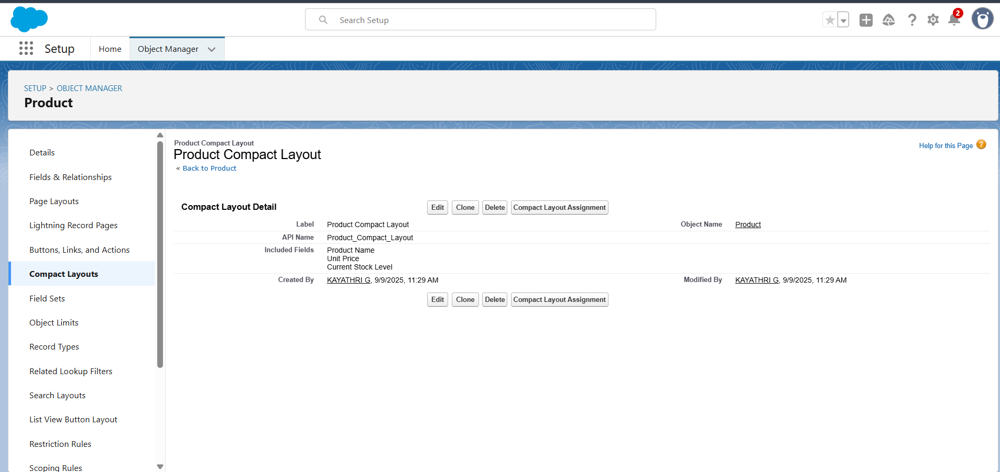 Search Setup
2
Setup
Home
Object Manager
SETUP > OBJECT MANAGER
Product
Details
Fields & Relationships
Page Layouts
Lightning Record Pages
Buttons, Links, and Actions
Compact Layouts
Field Sets
Object Limits
Record Types
Related Lookup Filters
Search Layouts
List View Button Layout
Restriction Rules
Scoping Rules
Product Compact Layout
Product Compact Layout
« Back to Product
Help for this Page ?
Compact Layout Detail
Edit Clone Delete Compact Layout Assignment
Label Product Compact Layout Object Name Product
API Name Product_Compact_Layout
Included Fields Product Name
Unit Price
Current Stock Level
Created By KAYATHRI G, 9/9/2025, 11:29 AM Modified By KAYATHRI G, 9/9/2025, 11:29 AM
Edit Clone Delete Compact Layout Assignment